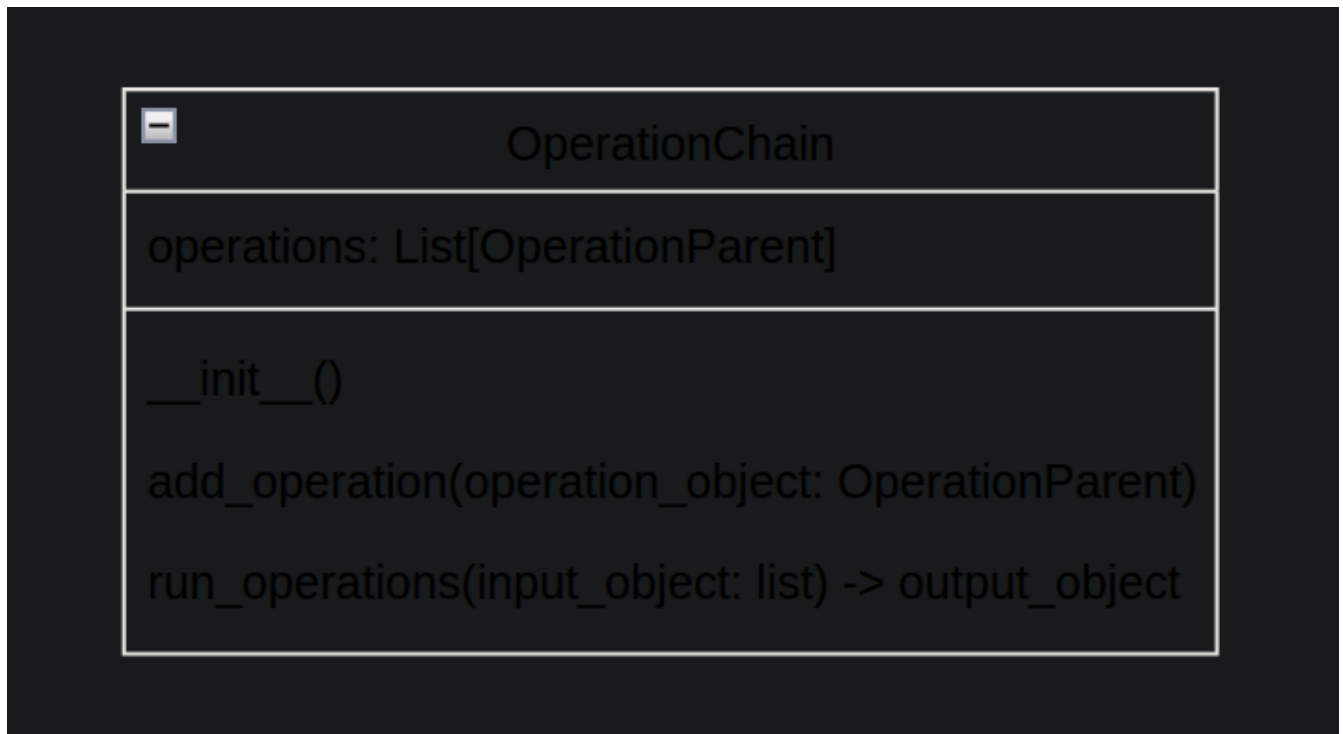 OperationChain
operations: List[OperationParent]
__init__()
add_operation(operation_object: OperationParent)
run_operations(input_object: list) -> output_object